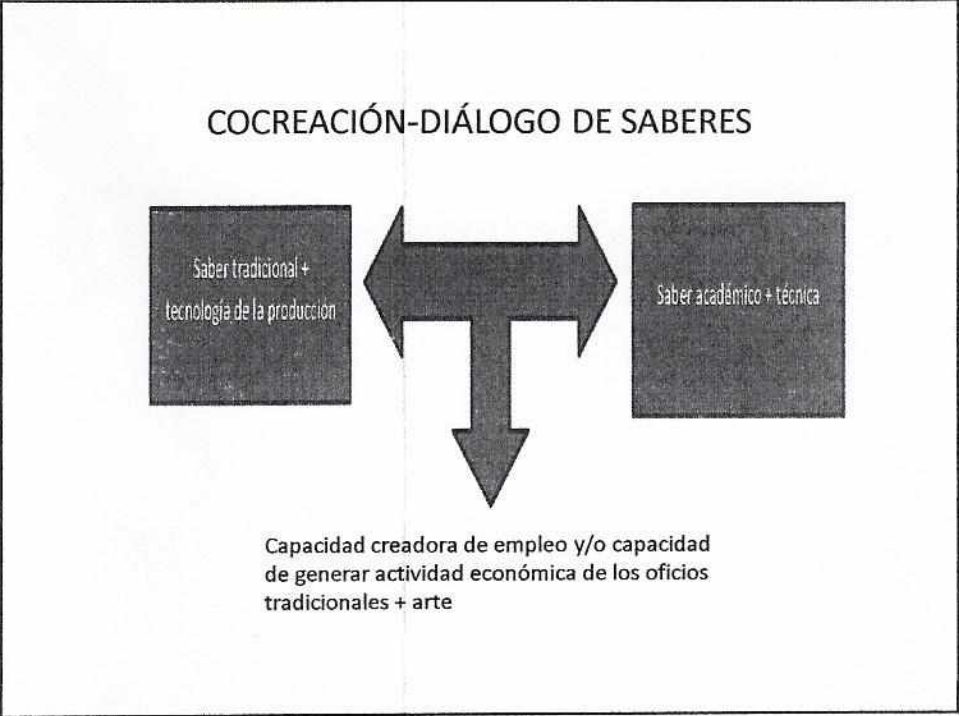 COCREACIÓN-DIÁLOGO DE SABERES
Saber tradicional +
tecnología de la producción
Saber académico + técnica
Capacidad creadora de empleo y/o capacidad
de generar actividad económica de los oficios
tradicionales + arte